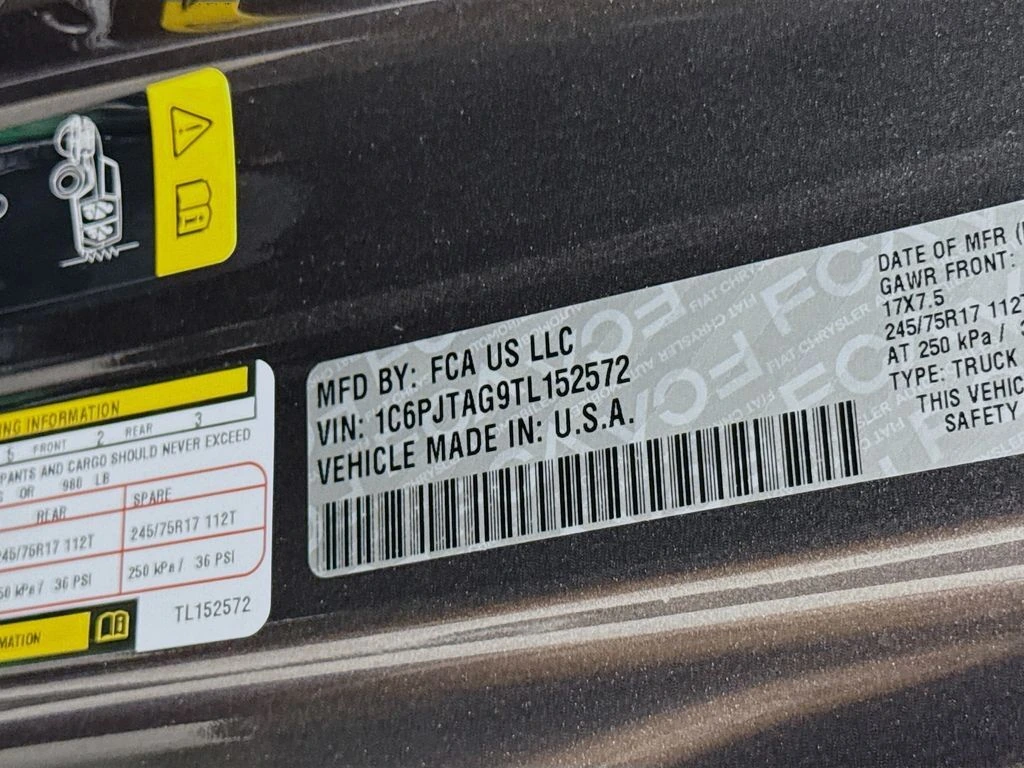 MFD BY: FCA US LLC
VIN: 1C6PJTAG9TL152572
VEHICLE MADE IN: U.S.A.
DATE OF MFR
GAWR FRONT:
17X7.5
245/75R17 112T
AT 250 kPa /
TYPE: TRUCK
THIS VEHIC
SAFETY
FCA
FIAT CHRYSLER
ING INFORMATION
5 FRONT 2 REAR 3
PANTS AND CARGO SHOULD NEVER EXCEED
OR 980 LB
REAR SPARE
245/75R17 112T 245/75R17 112T
50 kPa / 36 PSI 250 kPa / 36 PSI
MATION
TL152572